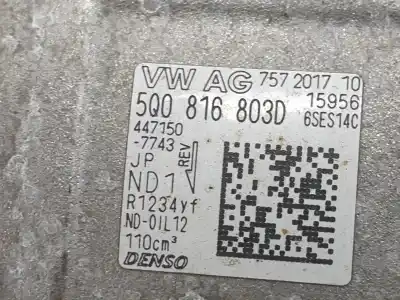 VW AG 757 2017 10
15956
5Q0 816 803D 6SES14C
447150
-7743
JP REV
ND1
R1234yf
ND-OIL12
110cm³
DENSO